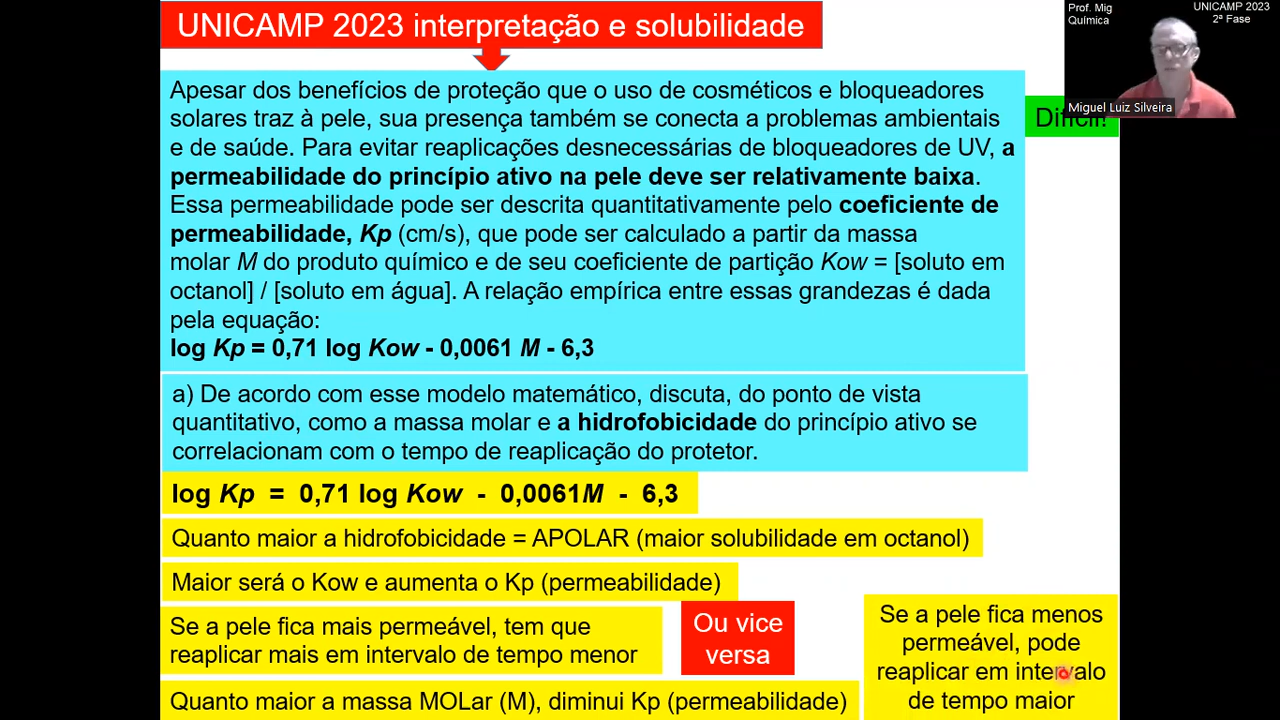 UNICAMP 2023 interpretação e solubilidade
Prof. Mig
Química
UNICAMP 2023
2ª Fase
Miguel Luiz Silveira
Difícil!
Apesar dos benefícios de proteção que o uso de cosméticos e bloqueadores
solares traz à pele, sua presença também se conecta a problemas ambientais
e de saúde. Para evitar reaplicações desnecessárias de bloqueadores de UV, a
permeabilidade do princípio ativo na pele deve ser relativamente baixa.
Essa permeabilidade pode ser descrita quantitativamente pelo coeficiente de
permeabilidade, Kp (cm/s), que pode ser calculado a partir da massa
molar M do produto químico e de seu coeficiente de partição Kow = [soluto em
octanol] / [soluto em água]. A relação empírica entre essas grandezas é dada
pela equação:
log Kp = 0,71 log Kow - 0,0061 M - 6,3
a) De acordo com esse modelo matemático, discuta, do ponto de vista
quantitativo, como a massa molar e a hidrofobicidade do princípio ativo se
correlacionam com o tempo de reaplicação do protetor.
log Kp = 0,71 log Kow - 0,0061M - 6,3
Quanto maior a hidrofobicidade = APOLAR (maior solubilidade em octanol)
Maior será o Kow e aumenta o Kp (permeabilidade)
Se a pele fica mais permeável, tem que
reaplicar mais em intervalo de tempo menor
Ou vice
versa
Se a pele fica menos
permeável, pode
reaplicar em intervalo
de tempo maior
Quanto maior a massa MOLar (M), diminui Kp (permeabilidade)